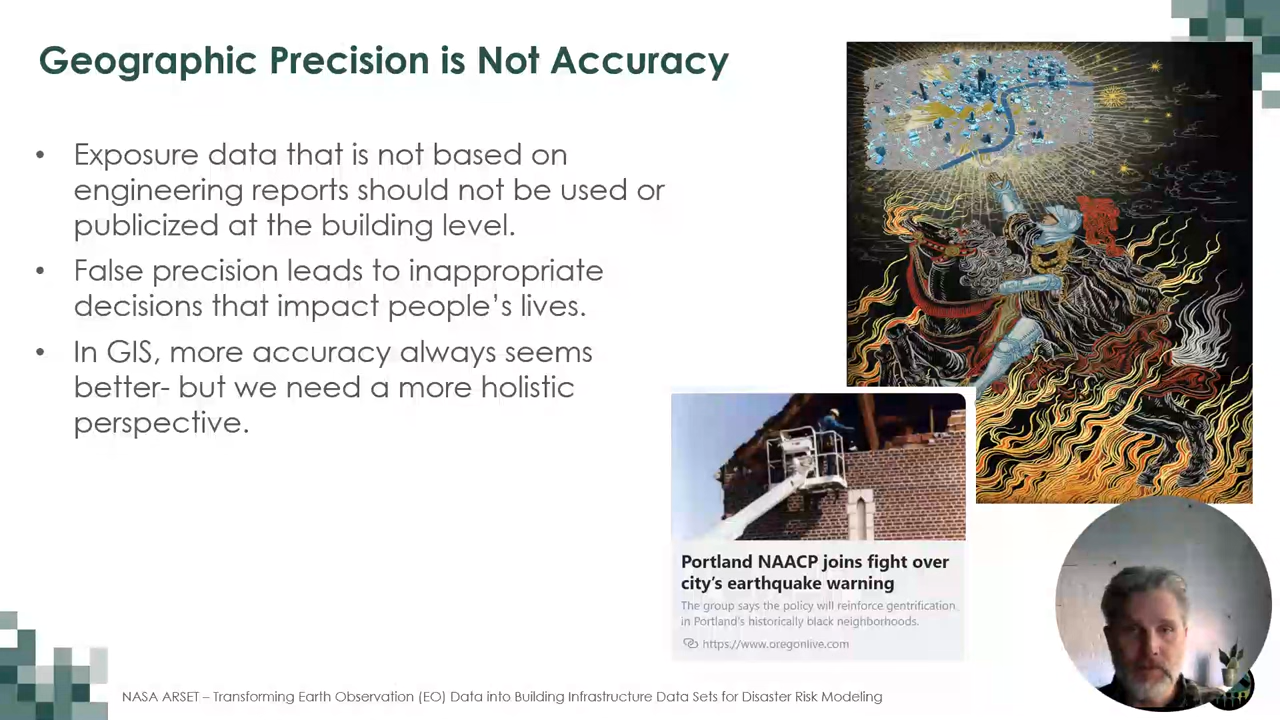 Geographic Precision is Not Accuracy
• Exposure data that is not based on
engineering reports should not be used or
publicized at the building level.
• False precision leads to inappropriate
decisions that impact people's lives.
• In GIS, more accuracy always seems
better- but we need a more holistic
perspective.
Portland NAACP joins fight over
city's earthquake warning
The group says the policy will reinforce gentrification
in Portland's historically black neighborhoods.
https://www.oregonlive.com
NASA ARSET – Transforming Earth Observation (EO) Data into Building Infrastructure Data Sets for Disaster Risk Modeling